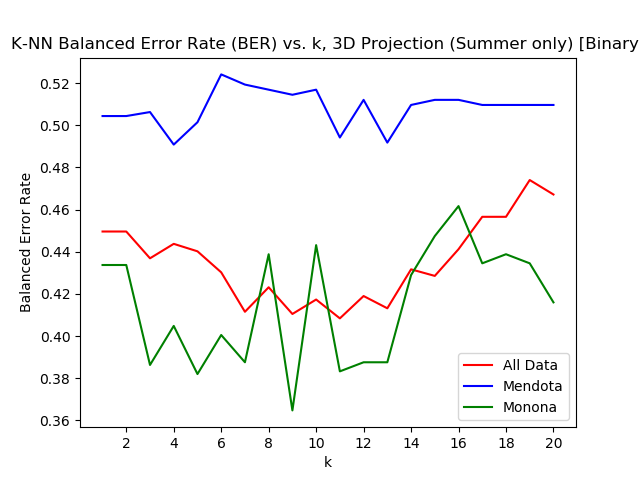 K-NN Balanced Error Rate (BER) vs. k, 3D Projection (Summer only) [Binary
Balanced Error Rate
0.52
0.50
0.48
0.46
0.44
0.42
0.40
0.38
0.36
2 4 6 8 10 12 14 16 18 20
k
All Data
Mendota
Monona